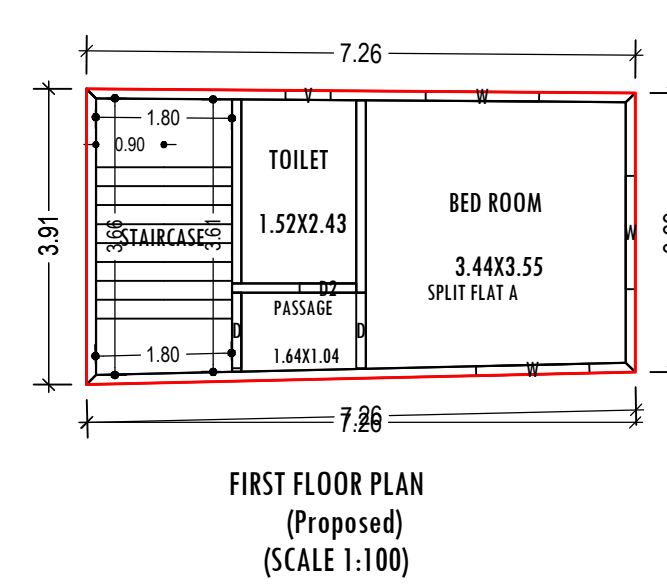 7.26
V
W
1.80
0.90
TOILET
BED ROOM
1.52X2.43
3.91
3.66
STAIRCASE
3.61
W
3.44X3.55
SPLIT FLAT A
D2
PASSAGE
D
D
1.80
1.64X1.04
W
7.26
7.26
FIRST FLOOR PLAN
(Proposed)
(SCALE 1:100)